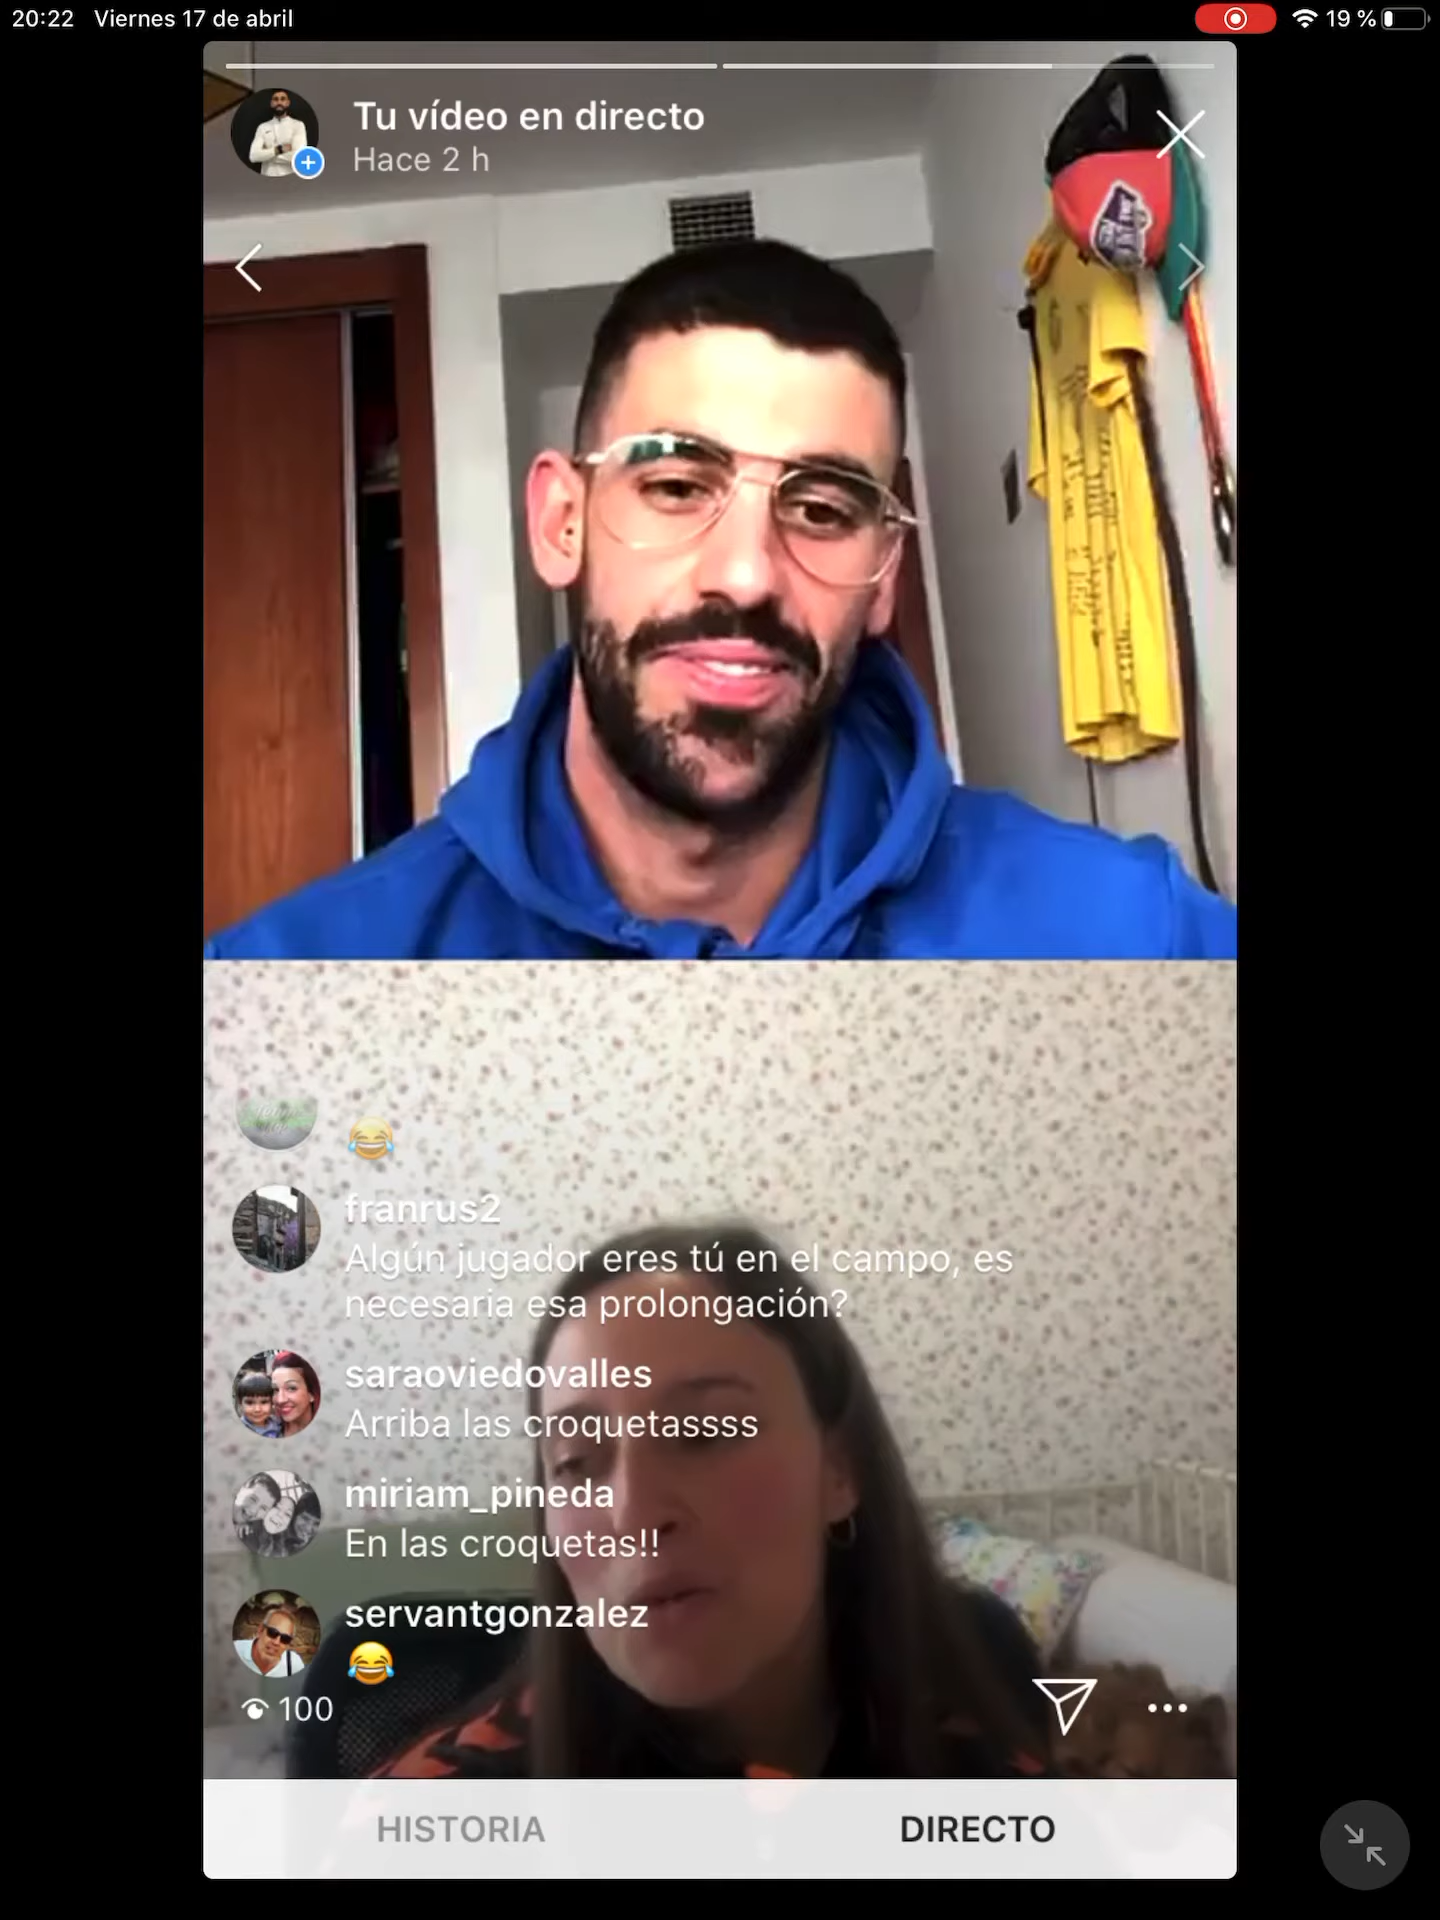 20:22 Viernes 17 de abril
19 %
Tu vídeo en directo
Hace 2 h
😂
franrus2
Algún jugador eres tú en el campo, es
necesaria esa prolongación?
saraoviedovalles
Arriba las croquetassss
miriam_pineda
En las croquetas!!
servantgonzalez
😂
100
HISTORIA
DIRECTO